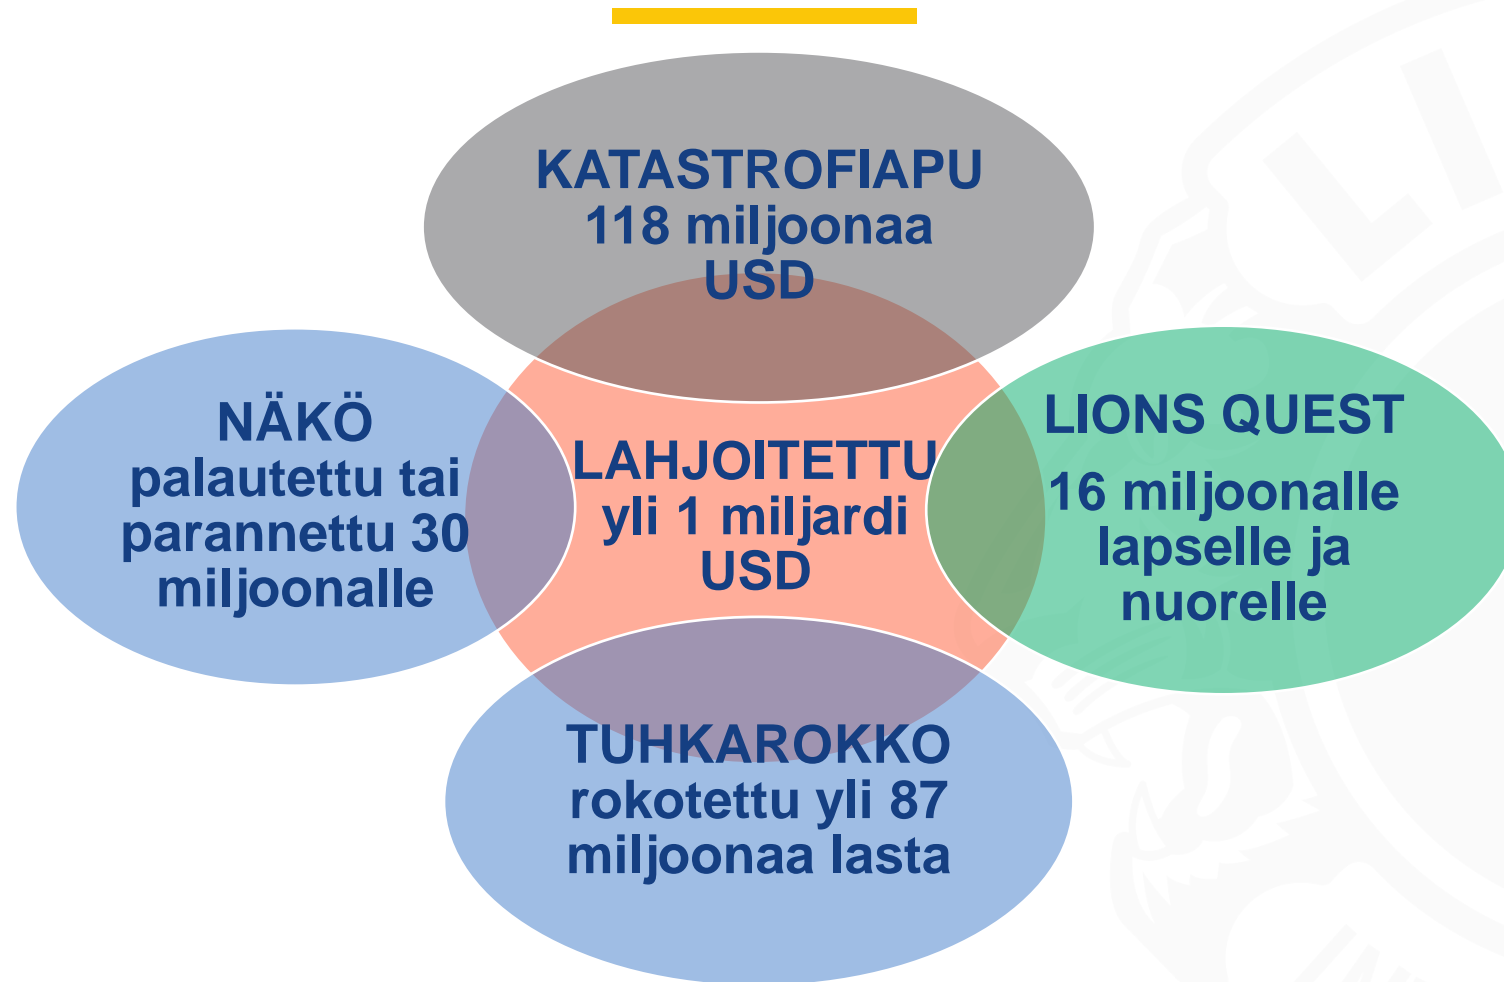 KATASTROFIAPU
118 miljoonaa
USD
NÄKÖ
palautettu tai
parannettu 30
miljoonalle
LAHJOITETTU
yli 1 miljardi
USD
LIONS QUEST
16 miljoonalle
lapselle ja
nuorelle
TUHKAROKKO
rokotettu yli 87
miljoonaa lasta